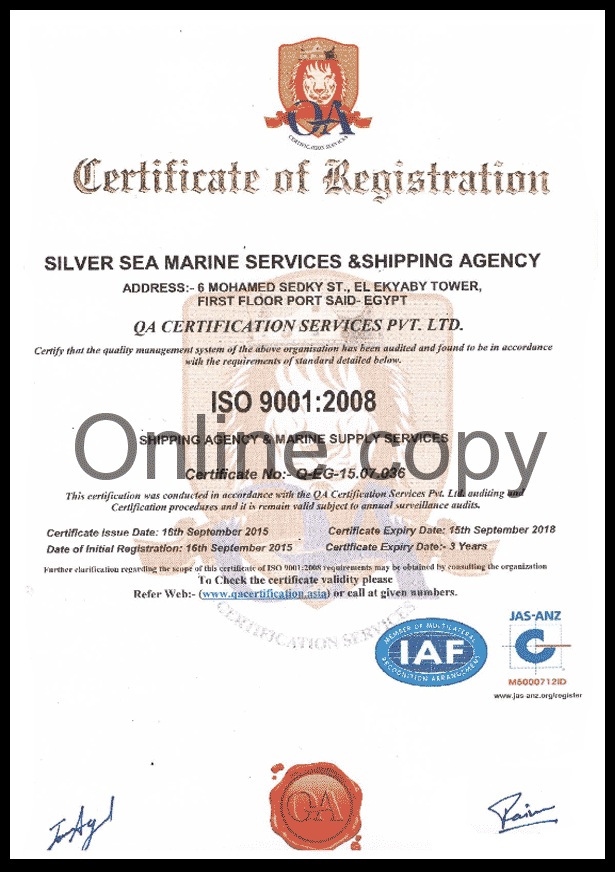 QA
CERTIFICATION SERVICES
Certificate of Registration
SILVER SEA MARINE SERVICES &SHIPPING AGENCY
ADDRESS:- 6 MOHAMED SEDKY ST., EL EKYABY TOWER,
FIRST FLOOR PORT SAID- EGYPT
QA CERTIFICATION SERVICES PVT. LTD.
Certify that the quality management system of the above organisation has been audited and found to be in accordance
with the requirements of standard detailed below.
ISO 9001:2008
Online copy
SHIPPING AGENCY & MARINE SUPPLY SERVICES
Certificate No:- Q-EG-15.07.036
This certification was conducted in accordance with the QA Certification Services Pvt. Ltd. auditing and
Certification procedures and it is remain valid subject to annual surveillance audits.
Certificate Issue Date: 16th September 2015 Certificate Expiry Date: 15th September 2018
Date of Initial Registration: 16th September 2015 Certificate Expiry Date:- 3 Years
Further clarification regarding the scope of this certificate of ISO 9001:2008 requirements may be obtained by consulting the organization
To Check the certificate validity please
Refer Web:- (www.qacertification.asia) or call at given numbers.
CERTIFICATION SERVICES
MEMBER OF MULTILATERAL
IAF
RECOGNITION ARRANGEMENT
JAS-ANZ
M5000712ID
www.jas-anz.org/register
QA